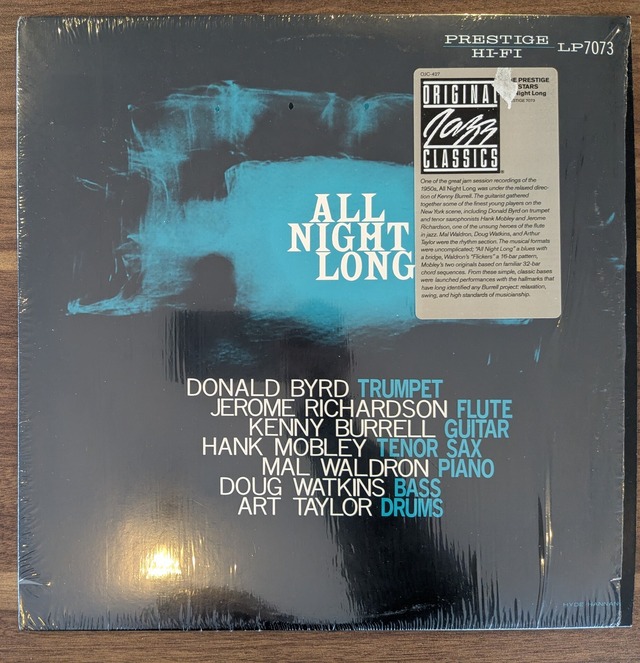 PRESTIGE
HI-FI
LP7073
OJC-427
PRESTIGE
STARS
Night Long
ORIGINAL
Jazz
CLASSICS
One of the great jam session recordings of the
1950s, All Night Long was under the relaxed direc-
tion of Kenny Burrell. The guitarist gathered
together some of the finest young players on the
New York scene, including Donald Byrd on trumpet
and tenor saxophonists Hank Mobley and Jerome
Richardson, one of the unsung heroes of the flute
in jazz. Mal Waldron, Doug Watkins, and Arthur
Taylor were the rhythm section. The musical formats
were uncomplicated; "All Night Long" a blues with
a bridge, Waldron's "Flickers" a 16-bar pattern,
Mobley's two originals based on familiar 32-bar
chord sequences. From these simple, classic bases
were launched performances with the hallmarks that
have long identified any Burrell project: relaxation,
swing, and high standards of musicianship.
ALL
NIGHT
LONG
DONALD BYRD TRUMPET
JEROME RICHARDSON FLUTE
KENNY BURRELL GUITAR
HANK MOBLEY TENOR SAX
MAL WALDRON PIANO
DOUG WATKINS BASS
ART TAYLOR DRUMS